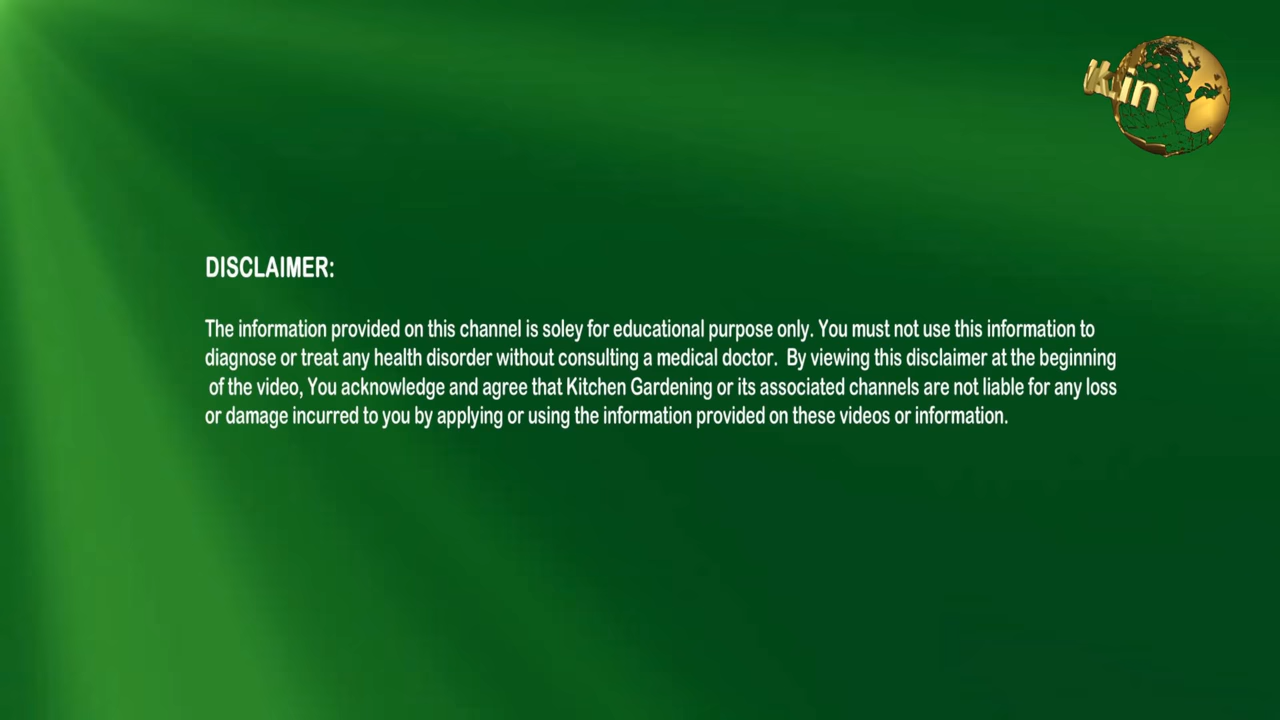 DISCLAIMER:
The information provided on this channel is soley for educational purpose only. You must not use this information to
diagnose or treat any health disorder without consulting a medical doctor. By viewing this disclaimer at the beginning
of the video, You acknowledge and agree that Kitchen Gardening or its associated channels are not liable for any loss
or damage incurred to you by applying or using the information provided on these videos or information.